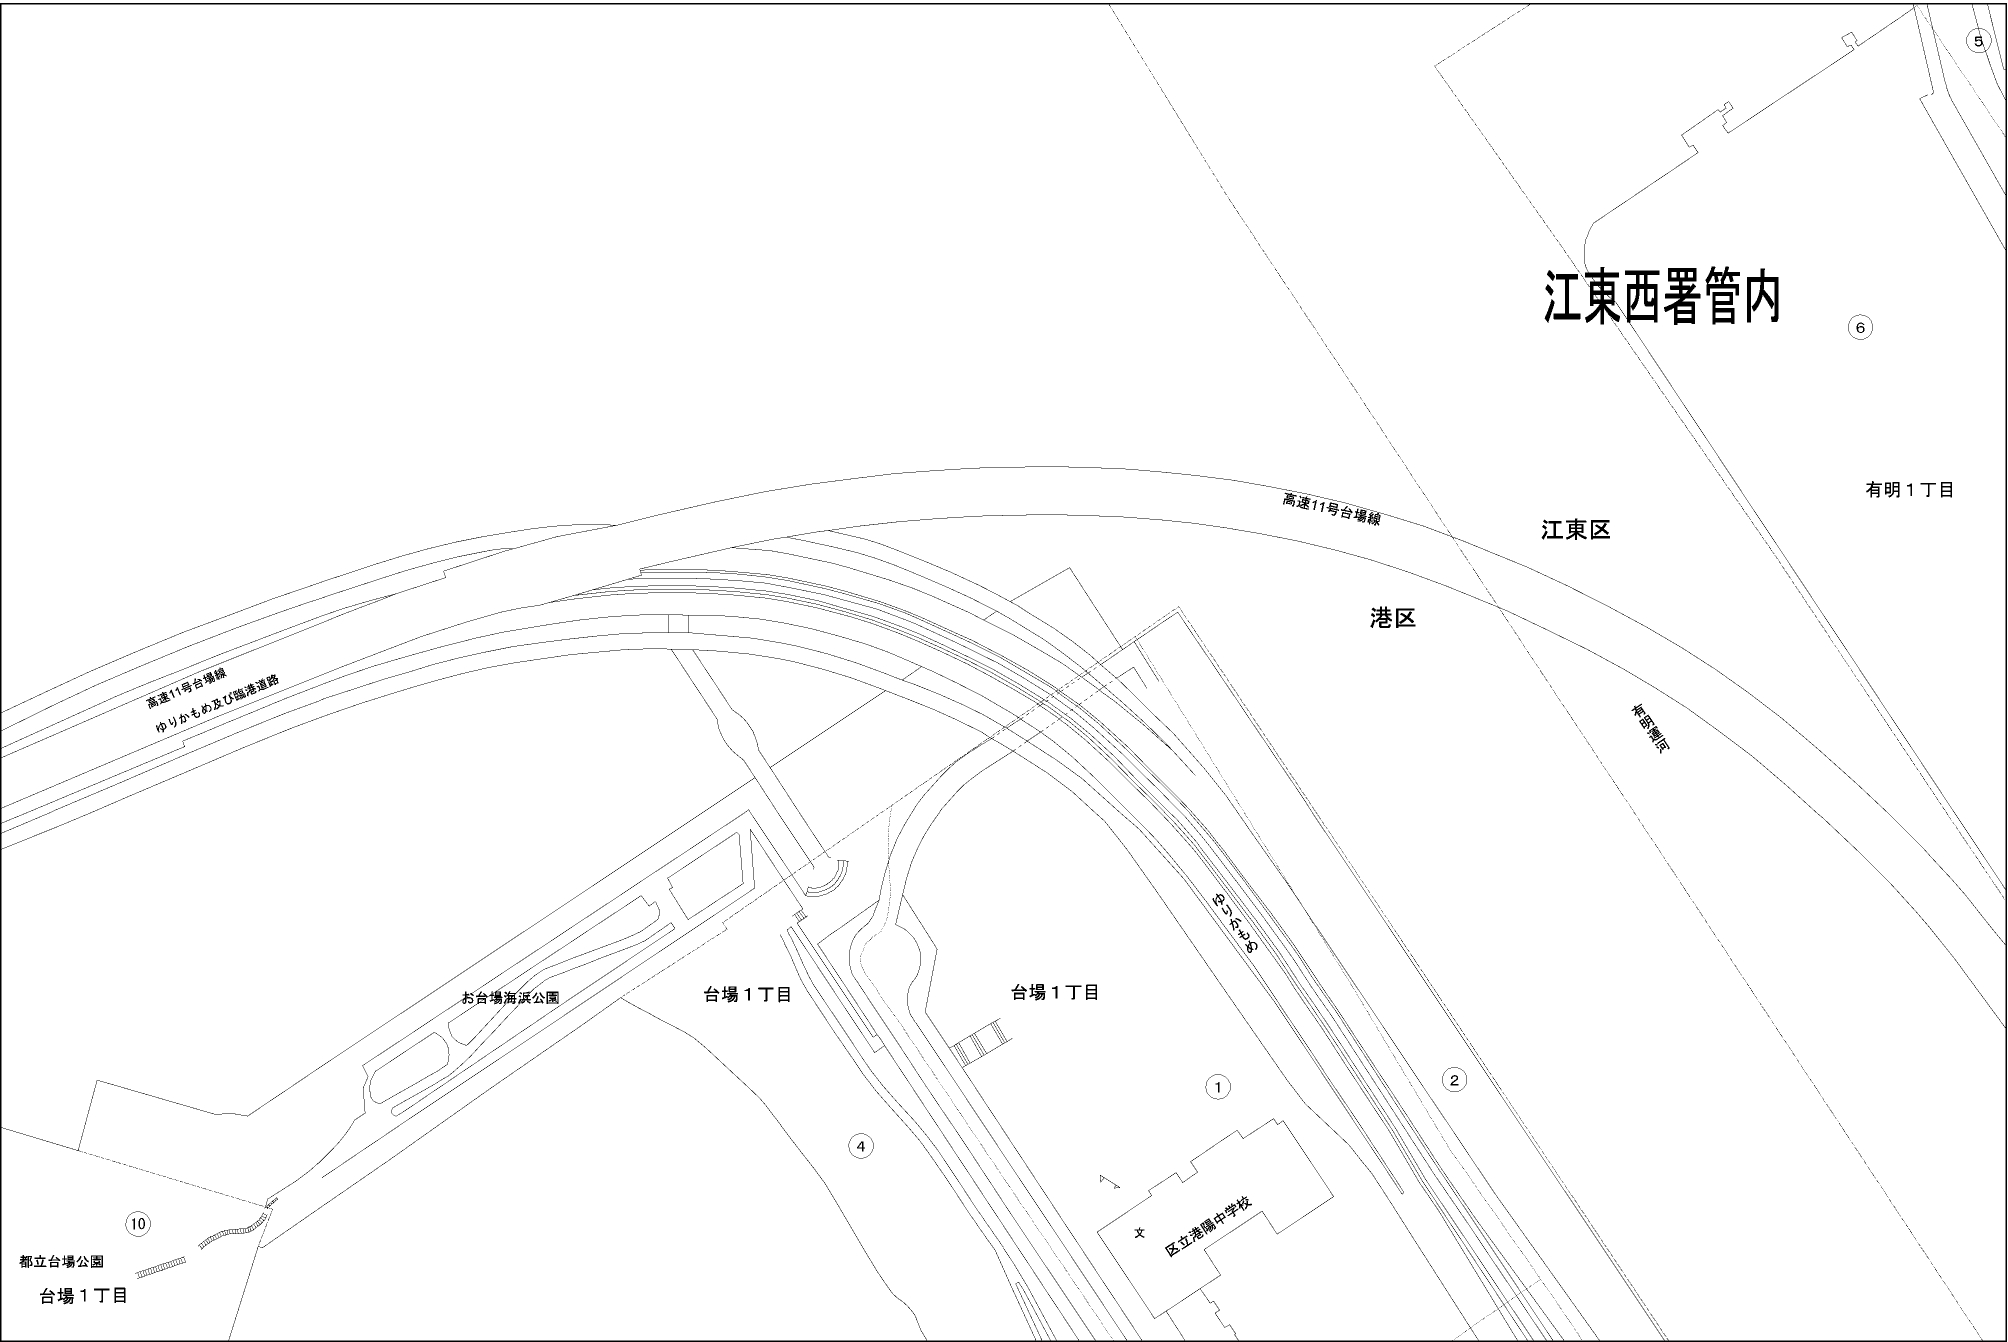 ⑤
江東西署管内
⑥
有明１丁目
高速11号台場線
江東区
港区
高速11号台場線
ゆりかもめ及び臨港道路
有明運河
ゆりかもめ
お台場海浜公園
台場１丁目
台場１丁目
①
②
④
⑩
文
区立港陽中学校
都立台場公園
台場１丁目